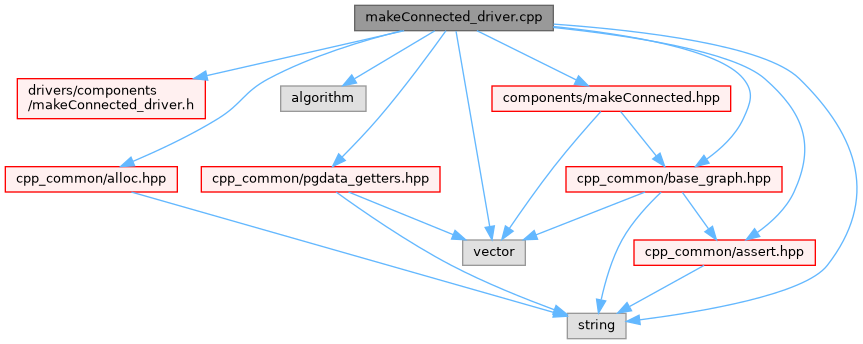 makeConnected_driver.cpp
drivers/components
/makeConnected_driver.h
algorithm
components/makeConnected.hpp
cpp_common/alloc.hpp
cpp_common/pgdata_getters.hpp
cpp_common/base_graph.hpp
vector
cpp_common/assert.hpp
string